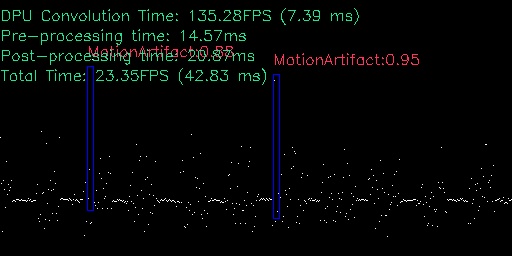 DPU Convolution Time: 135.28FPS (7.39 ms)
Pre-processing time: 14.57ms
MotionArtifact:0.85
Post-processing time: 20.87ms
MotionArtifact:0.95
Total Time: 23.35FPS (42.83 ms)